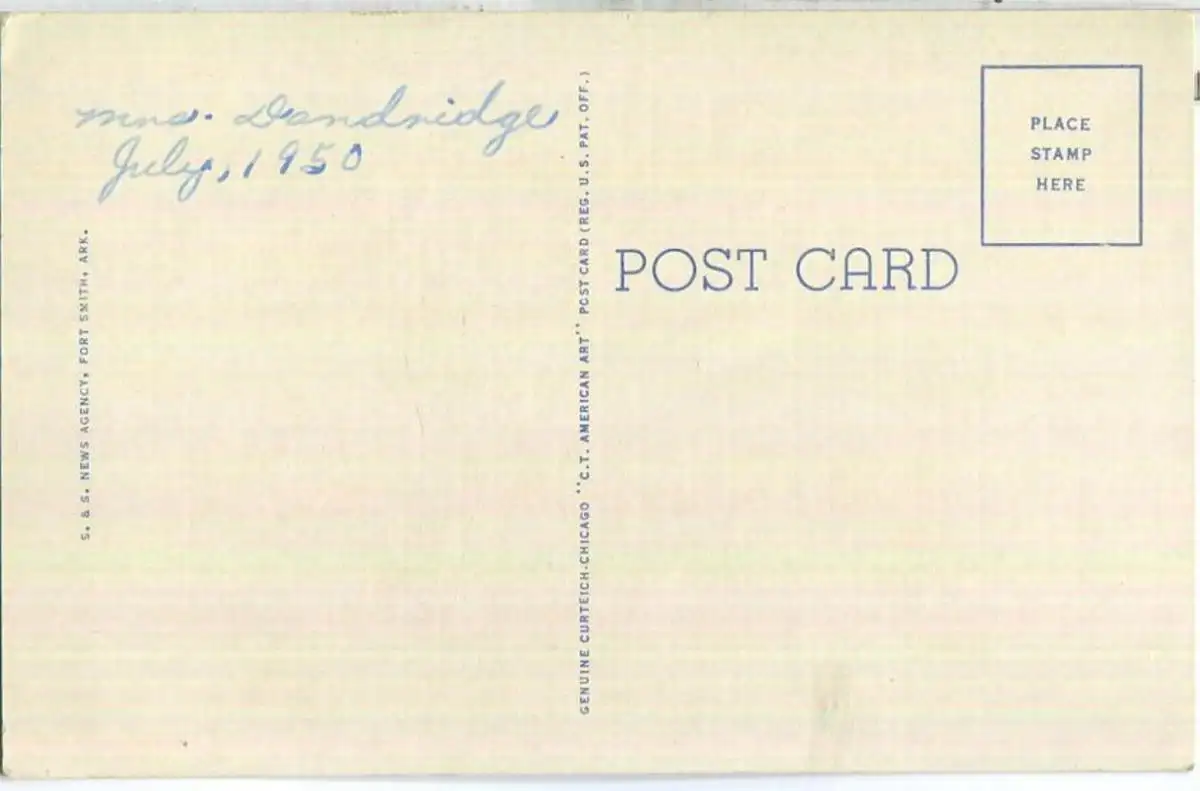 Mrs. Dandridge
July, 1950
S. & S. NEWS AGENCY, FORT SMITH, ARK.
GENUINE CURTEICH-CHICAGO "C.T. AMERICAN ART" POST CARD (REG. U.S. PAT. OFF.)
POST CARD
PLACE
STAMP
HERE